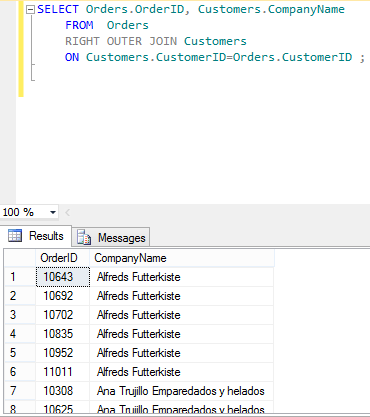 SELECT Orders.OrderID, Customers.CompanyName
FROM Orders
RIGHT OUTER JOIN Customers
ON Customers.CustomerID=Orders.CustomerID ;
100 %
Results Messages
OrderID CompanyName
1 10643 Alfreds Futterkiste
2 10692 Alfreds Futterkiste
3 10702 Alfreds Futterkiste
4 10835 Alfreds Futterkiste
5 10952 Alfreds Futterkiste
6 11011 Alfreds Futterkiste
7 10308 Ana Trujillo Emparedados y helados
8 10625 Ana Trujillo Emparedados y helados